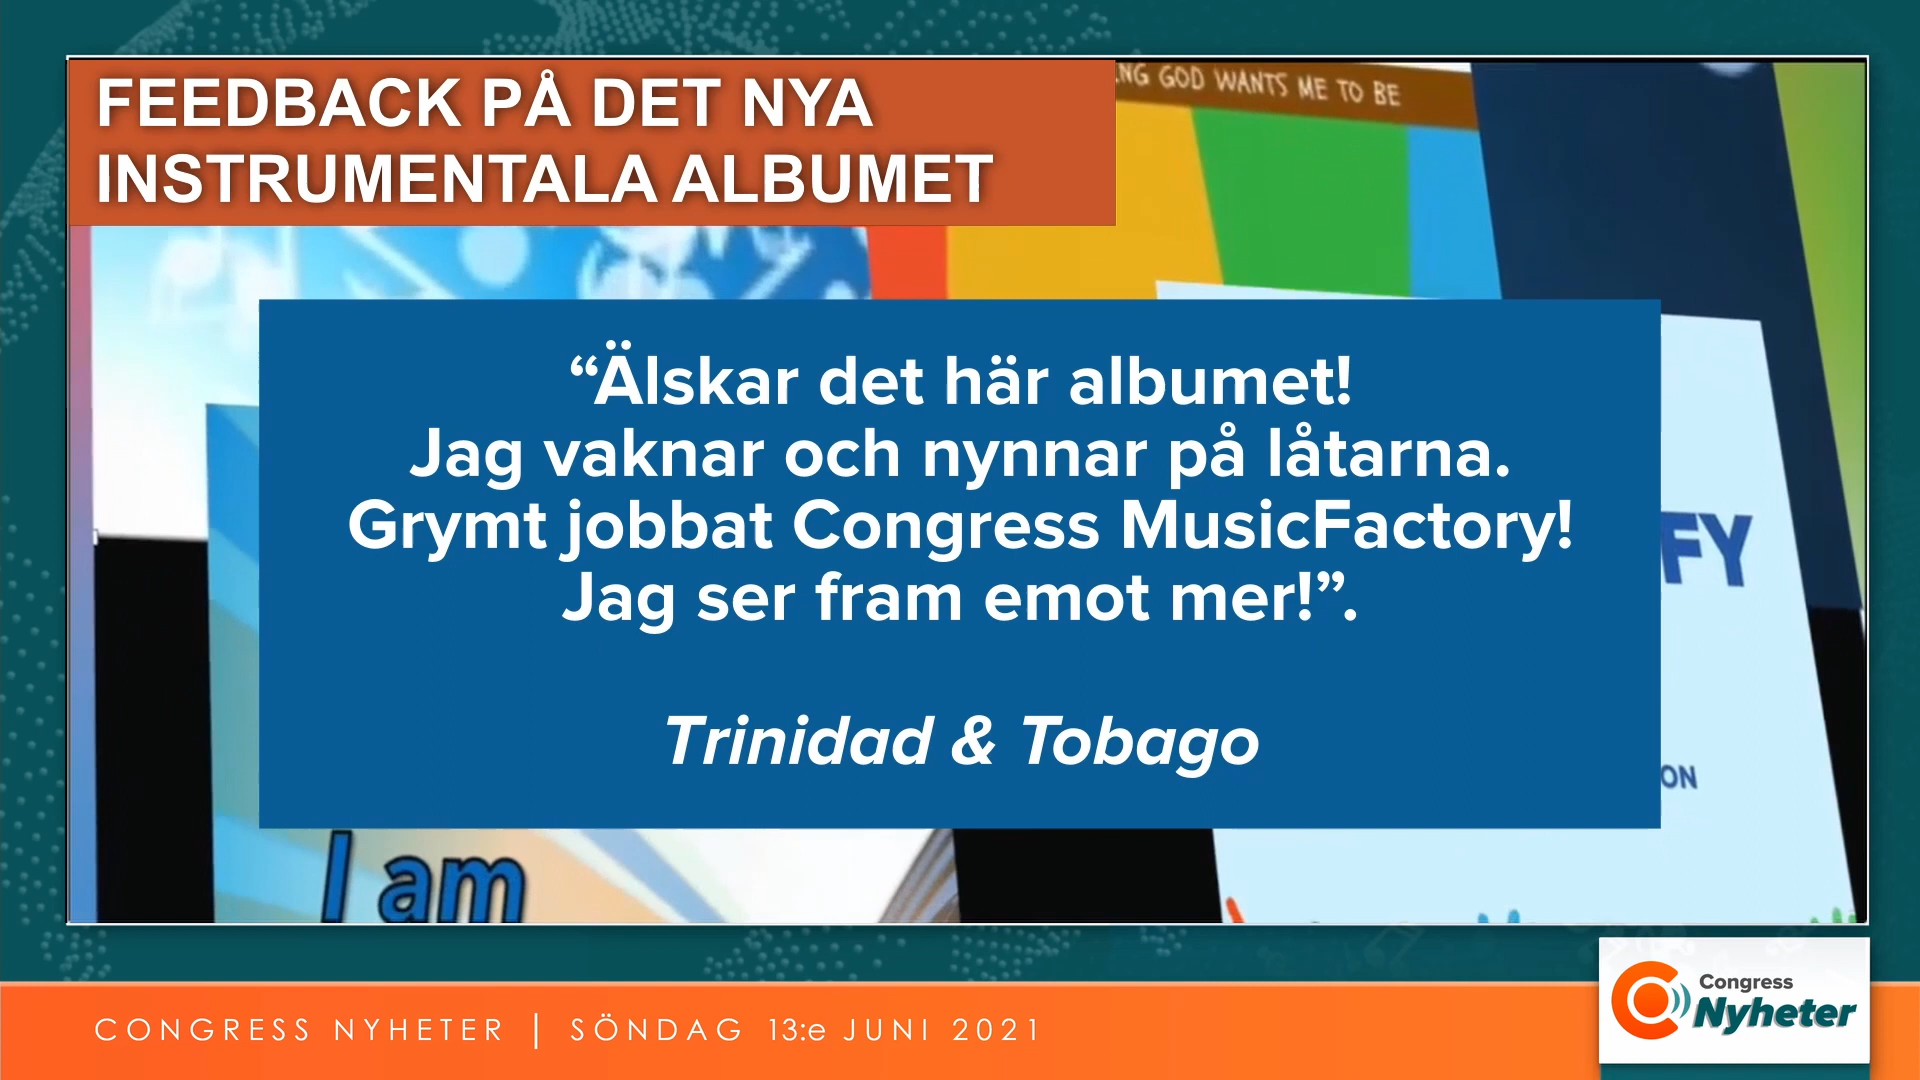 FEEDBACK PÅ DET NYA
INSTRUMENTALA ALBUMET
GOD WANTS ME TO BE
“Älskar det här albumet!
Jag vaknar och nynnar på låtarna.
Grymt jobbat Congress MusicFactory!
Jag ser fram emot mer!”.
Trinidad & Tobago
I am
CONGRESS NYHETER | SÖNDAG 13:e JUNI 2021
Congress
Nyheter